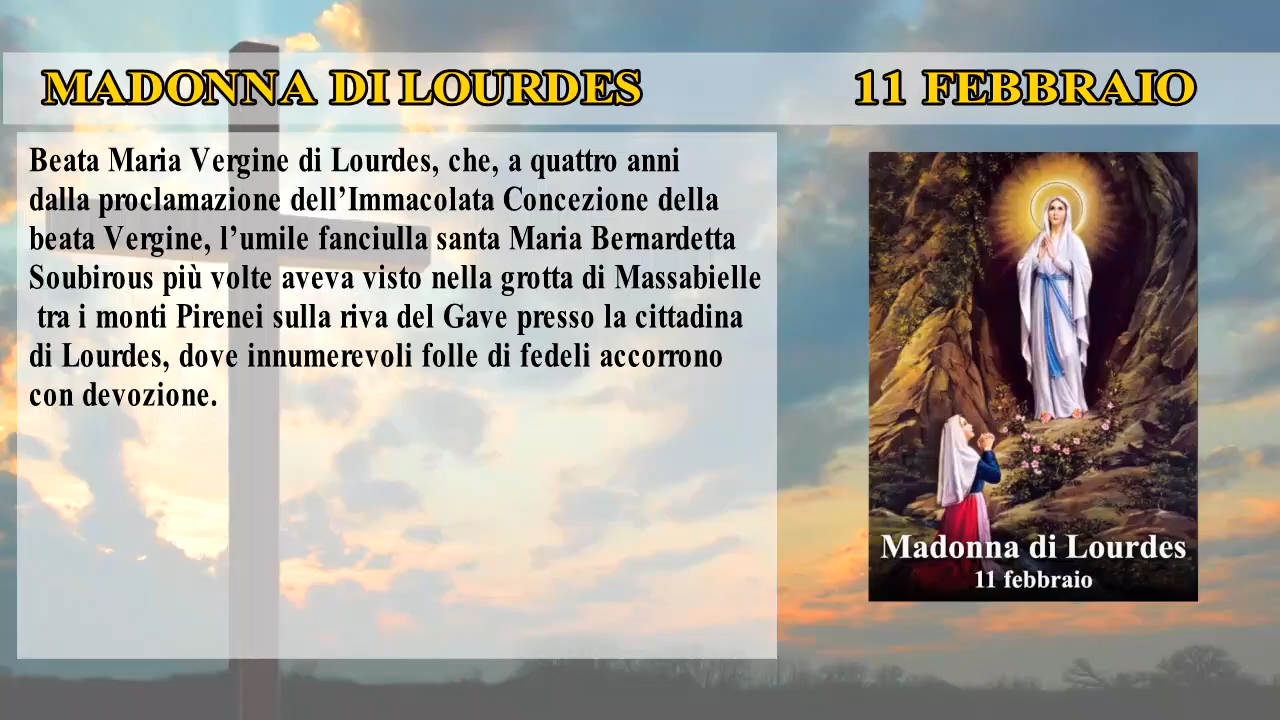 MADONNA DI LOURDES
11 FEBBRAIO
Beata Maria Vergine di Lourdes, che, a quattro anni
dalla proclamazione dell’Immacolata Concezione della
beata Vergine, l’umile fanciulla santa Maria Bernardetta
Soubirous più volte aveva visto nella grotta di Massabielle
tra i monti Pirenei sulla riva del Gave presso la cittadina
di Lourdes, dove innumerevoli folle di fedeli accorrono
con devozione.
Madonna di Lourdes
11 febbraio